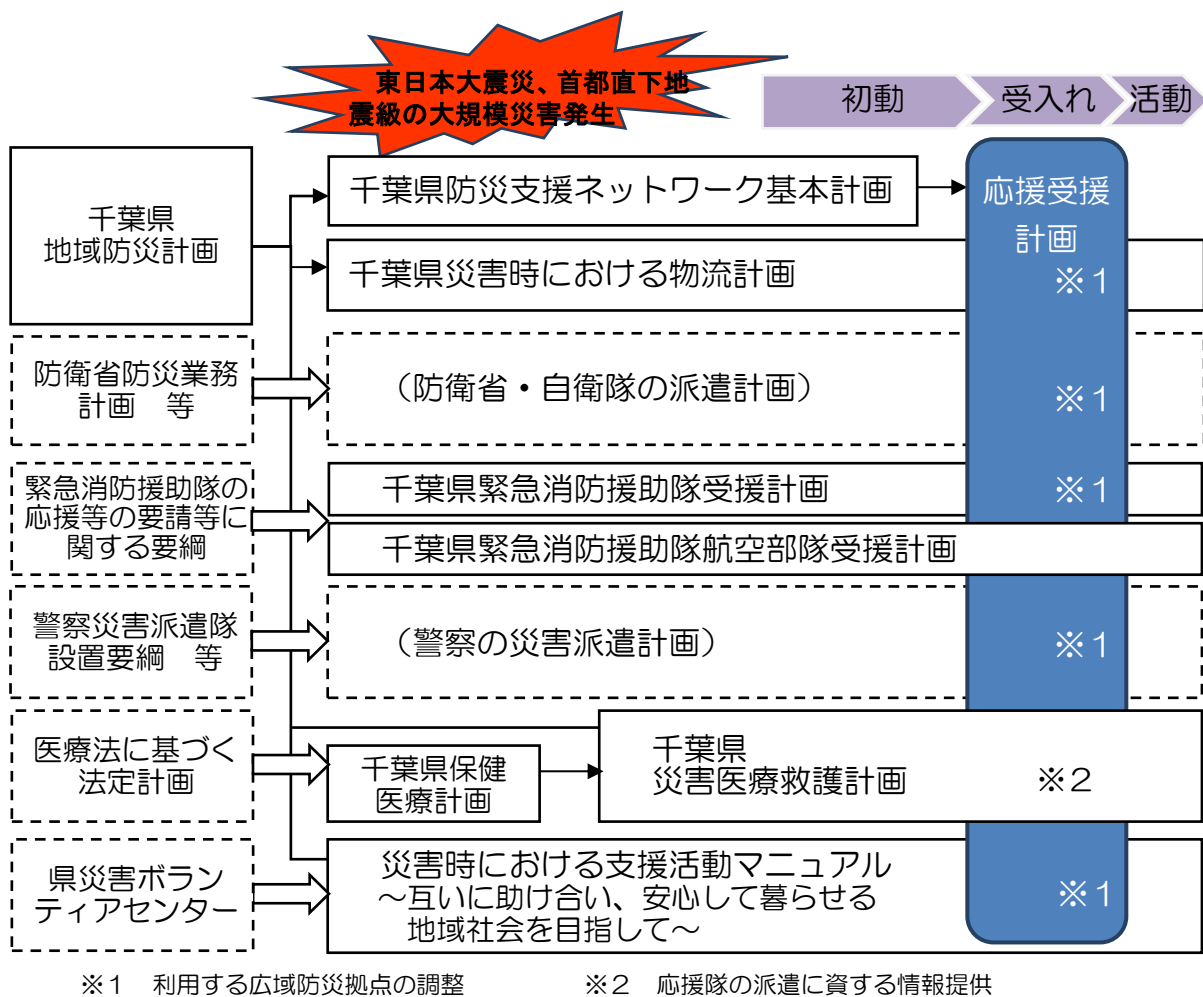 東日本大震災、首都直下地
震級の大規模災害発生
初動
受入れ
活動
千葉県
地域防災計画
千葉県防災支援ネットワーク基本計画
応援受援
計画
千葉県災害時における物流計画
※1
防衛省防災業務
計画　等
（防衛省・自衛隊の派遣計画）
※1
緊急消防援助隊の
応援等の要請等に
関する要綱
千葉県緊急消防援助隊受援計画
※1
千葉県緊急消防援助隊航空部隊受援計画
警察災害派遣隊
設置要綱　等
（警察の災害派遣計画）
※1
医療法に基づく
法定計画
千葉県保健
医療計画
千葉県
災害医療救護計画
※2
県災害ボラン
ティアセンター
災害時における支援活動マニュアル
～互いに助け合い、安心して暮らせる
地域社会を目指して～
※1
※1　利用する広域防災拠点の調整
※2　応援隊の派遣に資する情報提供